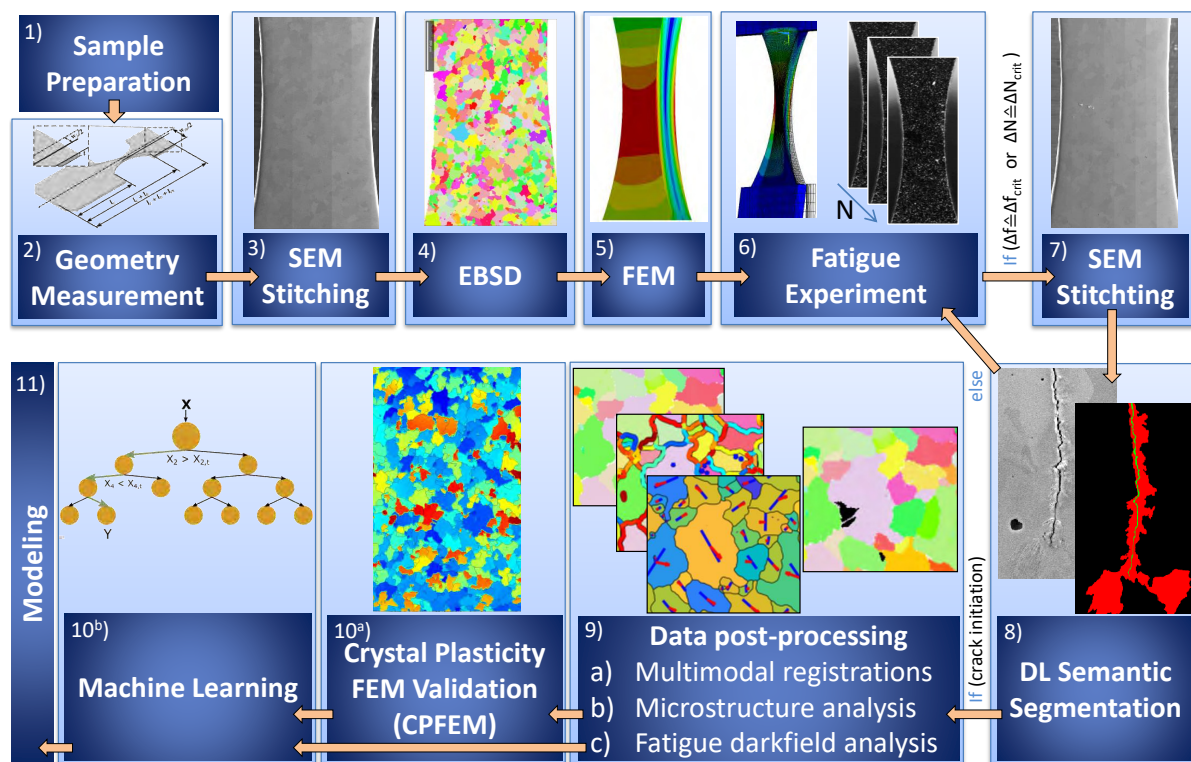 1)
Sample
Preparation
2)
Geometry
Measurement
3)
SEM
Stitching
4)
EBSD
5)
FEM
N
6)
Fatigue
Experiment
If (Δf≙Δfcrit or ΔN≙ΔNcrit)
7)
SEM
Stitchting
else
If (crack initiation)
8)
DL Semantic
Segmentation
9)
Data post-processing
a) Multimodal registrations
b) Microstructure analysis
c) Fatigue darkfield analysis
10a)
Crystal Plasticity
FEM Validation
(CPFEM)
X
X2 > X2,t
X4 < X4,t
Y
10b)
Machine Learning
11)
Modeling